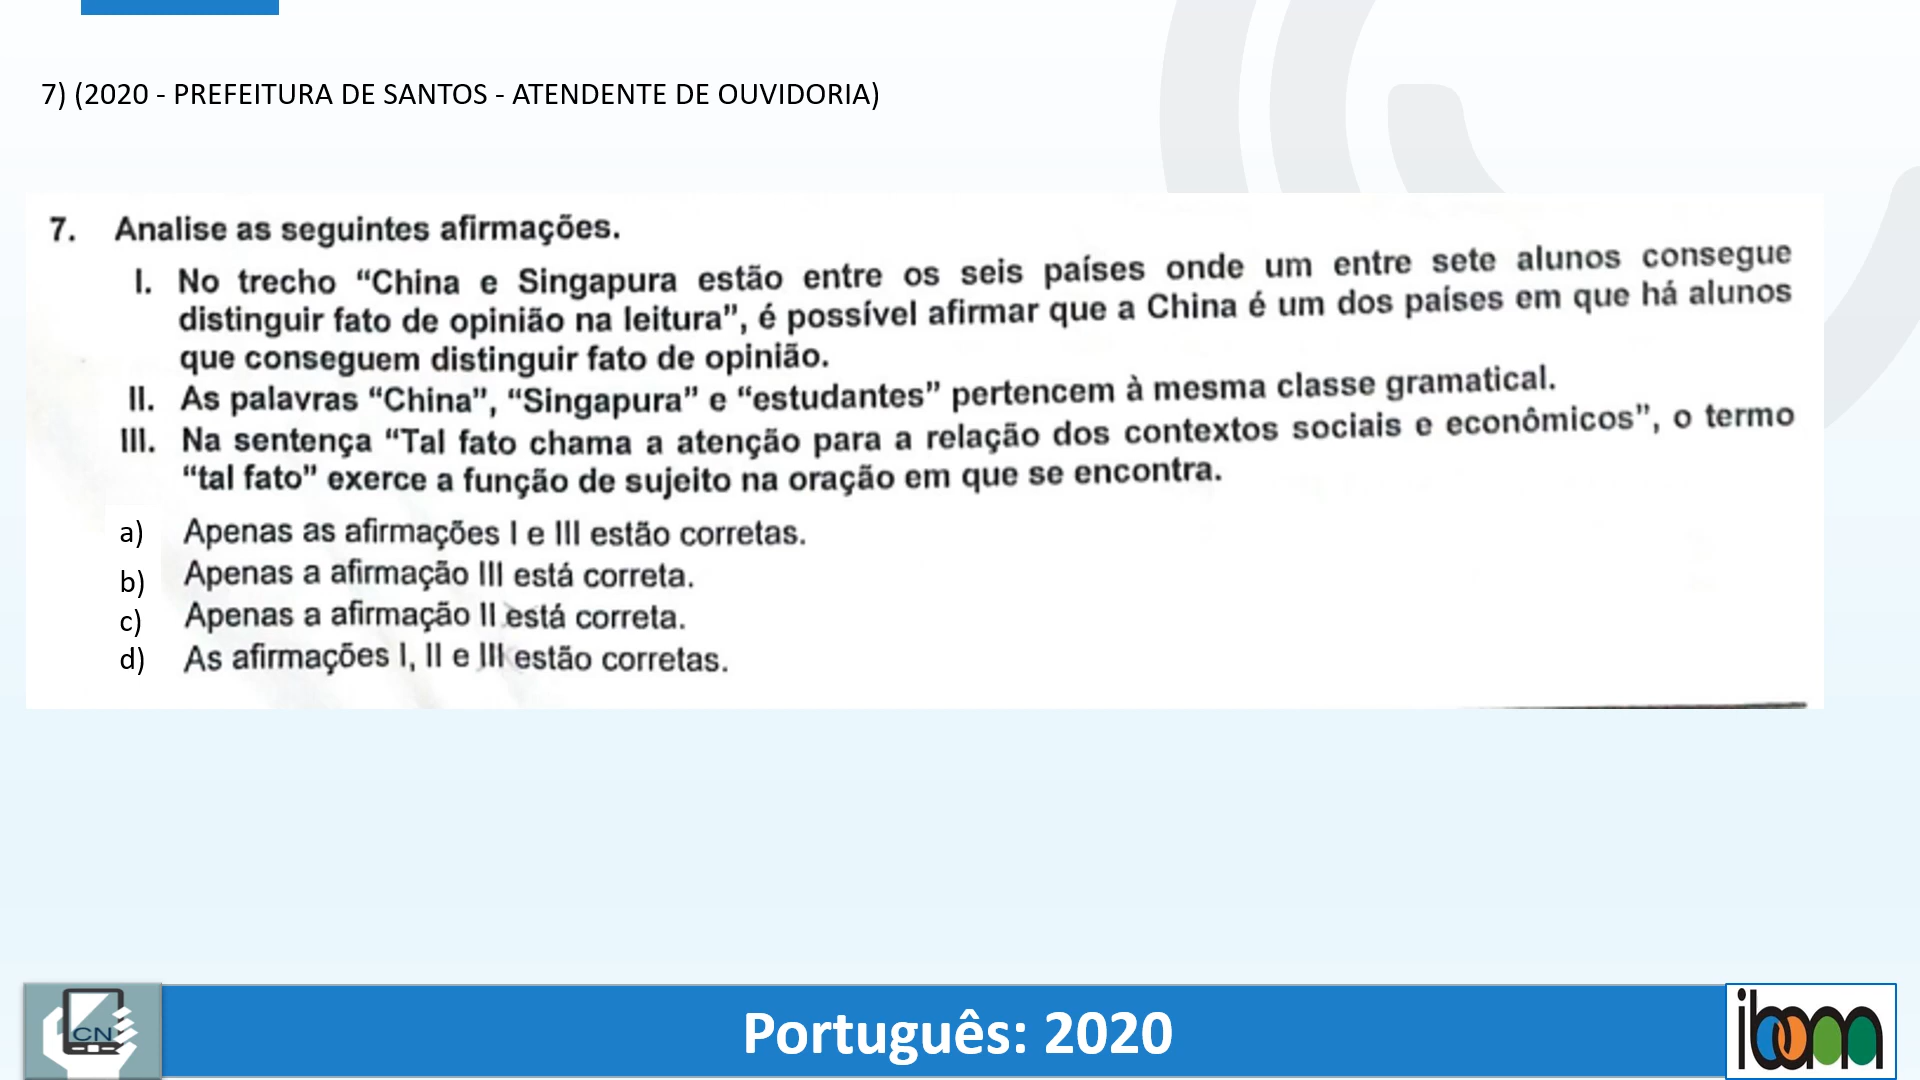 7) (2020 - PREFEITURA DE SANTOS - ATENDENTE DE OUVIDORIA)
7. Analise as seguintes afirmações.
I. No trecho “China e Singapura estão entre os seis países onde um entre sete alunos consegue
distinguir fato de opinião na leitura”, é possível afirmar que a China é um dos países em que há alunos
que conseguem distinguir fato de opinião.
II. As palavras “China”, “Singapura” e “estudantes” pertencem à mesma classe gramatical.
III. Na sentença “Tal fato chama a atenção para a relação dos contextos sociais e econômicos”, o termo
“tal fato” exerce a função de sujeito na oração em que se encontra.
a) Apenas as afirmações I e III estão corretas.
b) Apenas a afirmação III está correta.
c) Apenas a afirmação II está correta.
d) As afirmações I, II e III estão corretas.
CN
Português: 2020
ibam